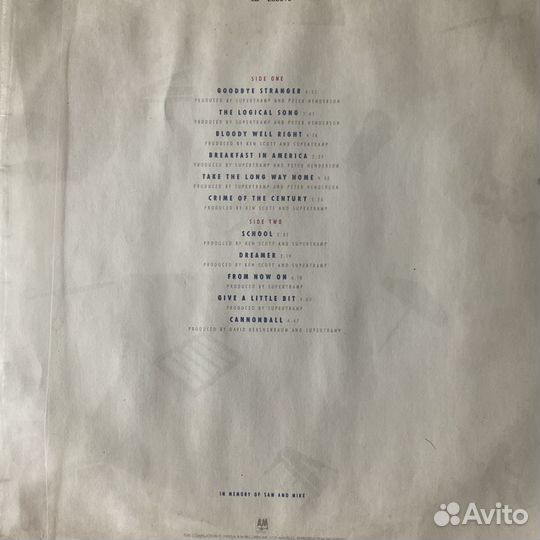 SIDE ONE
GOODBYE STRANGER
PRODUCED BY SUPERTRAMP AND PETER HENDERSON
THE LOGICAL SONG
PRODUCED BY SUPERTRAMP AND PETER HENDERSON
BLOODY WELL RIGHT
PRODUCED BY KEN SCOTT AND SUPERTRAMP
BREAKFAST IN AMERICA
PRODUCED BY SUPERTRAMP AND PETER HENDERSON
TAKE THE LONG WAY HOME
PRODUCED BY SUPERTRAMP AND PETER HENDERSON
CRIME OF THE CENTURY
PRODUCED BY KEN SCOTT AND SUPERTRAMP
SIDE TWO
SCHOOL
PRODUCED BY KEN SCOTT AND SUPERTRAMP
DREAMER
PRODUCED BY KEN SCOTT AND SUPERTRAMP
FROM NOW ON
PRODUCED BY SUPERTRAMP
GIVE A LITTLE BIT
PRODUCED BY SUPERTRAMP
CANNONBALL
PRODUCED BY DAVID KERSHENBAUM AND SUPERTRAMP
IN MEMORY OF SAM AND MIKE
A&M
Avito